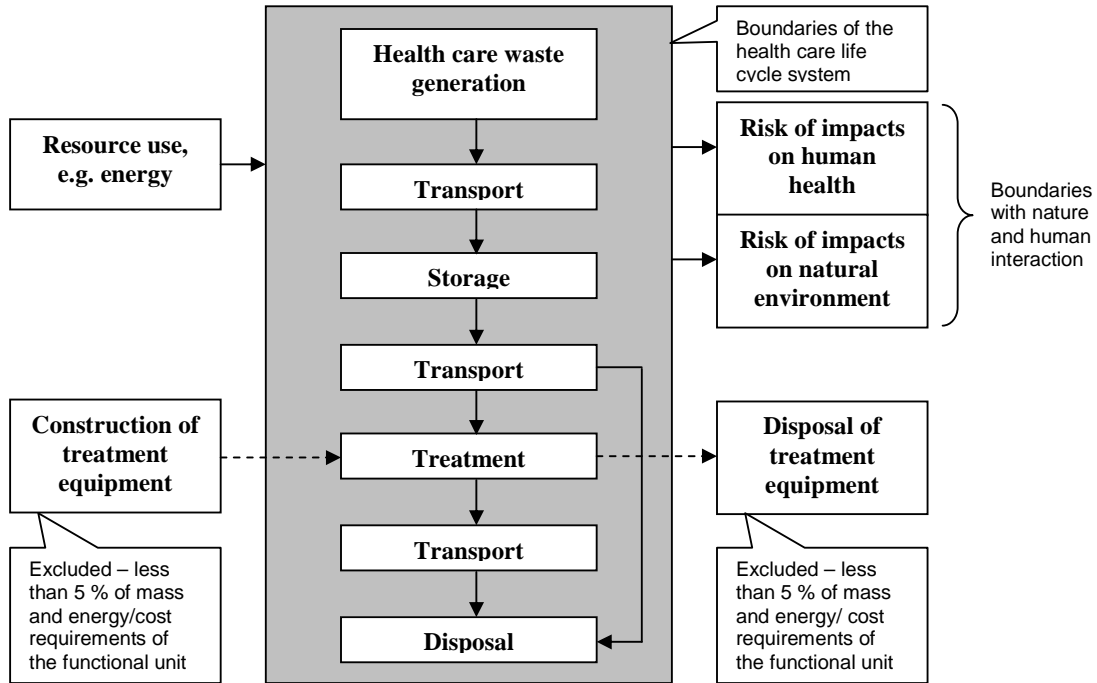 Health care waste
generation
Boundaries of the
health care life
cycle system
Resource use,
e.g. energy
Risk of impacts
on human
health
Transport
Boundaries
with nature
and human
interaction
Risk of impacts
on natural
environment
Storage
Transport
Construction of
treatment
equipment
Treatment
Disposal of
treatment
equipment
Transport
Excluded – less
than 5 % of mass
and energy/cost
requirements of
the functional unit
Excluded – less
than 5 % of mass
and energy/ cost
requirements of
the functional unit
Disposal